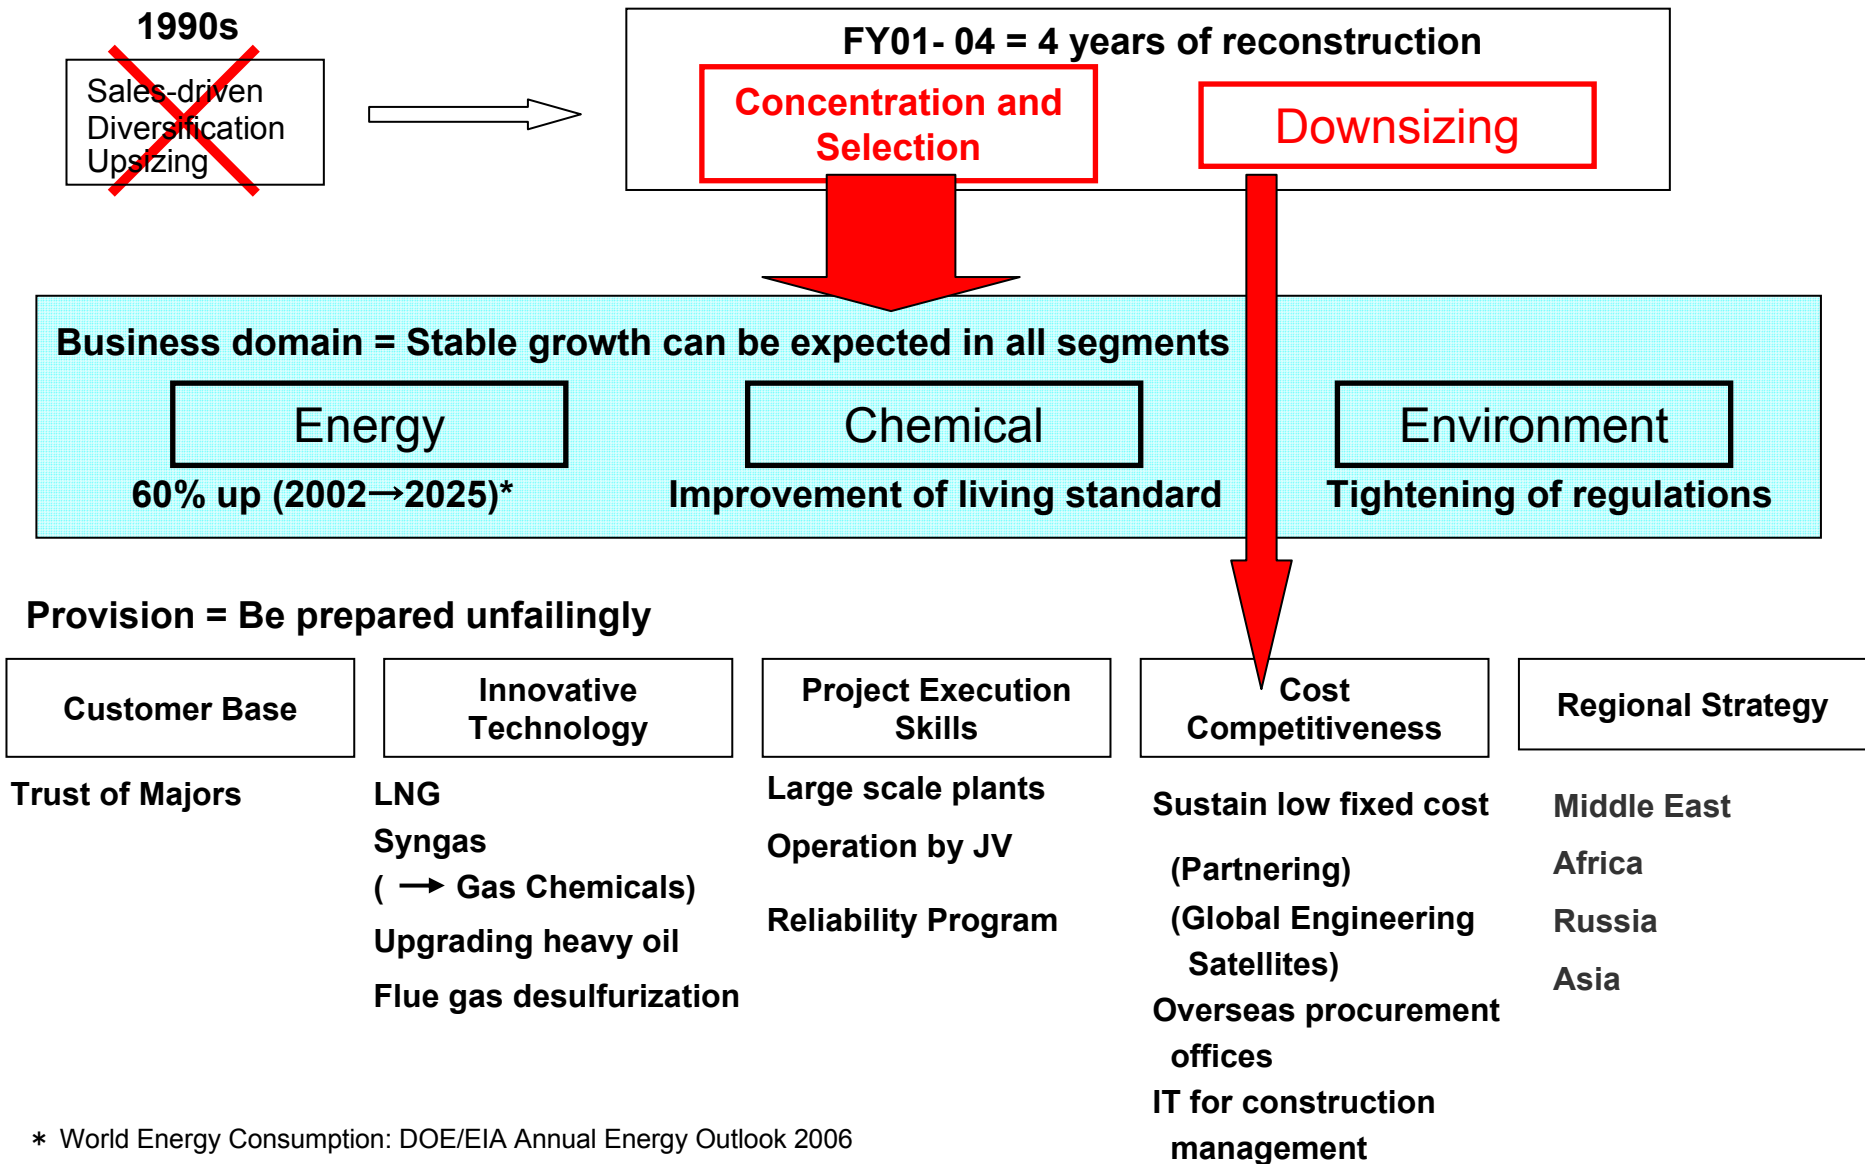 1990s
Sales-driven
Diversification
Upsizing
FY01- 04 = 4 years of reconstruction
Concentration and
Selection
Downsizing
Business domain = Stable growth can be expected in all segments
Energy
60% up (2002→2025)*
Chemical
Improvement of living standard
Environment
Tightening of regulations
Provision = Be prepared unfailingly
Customer Base
Trust of Majors
Innovative
Technology
LNG
Syngas
( → Gas Chemicals)
Upgrading heavy oil
Flue gas desulfurization
Project Execution
Skills
Large scale plants
Operation by JV
Reliability Program
Cost
Competitiveness
Sustain low fixed cost
(Partnering)
(Global Engineering
Satellites)
Overseas procurement
offices
IT for construction
management
Regional Strategy
Middle East
Africa
Russia
Asia
* World Energy Consumption: DOE/EIA Annual Energy Outlook 2006